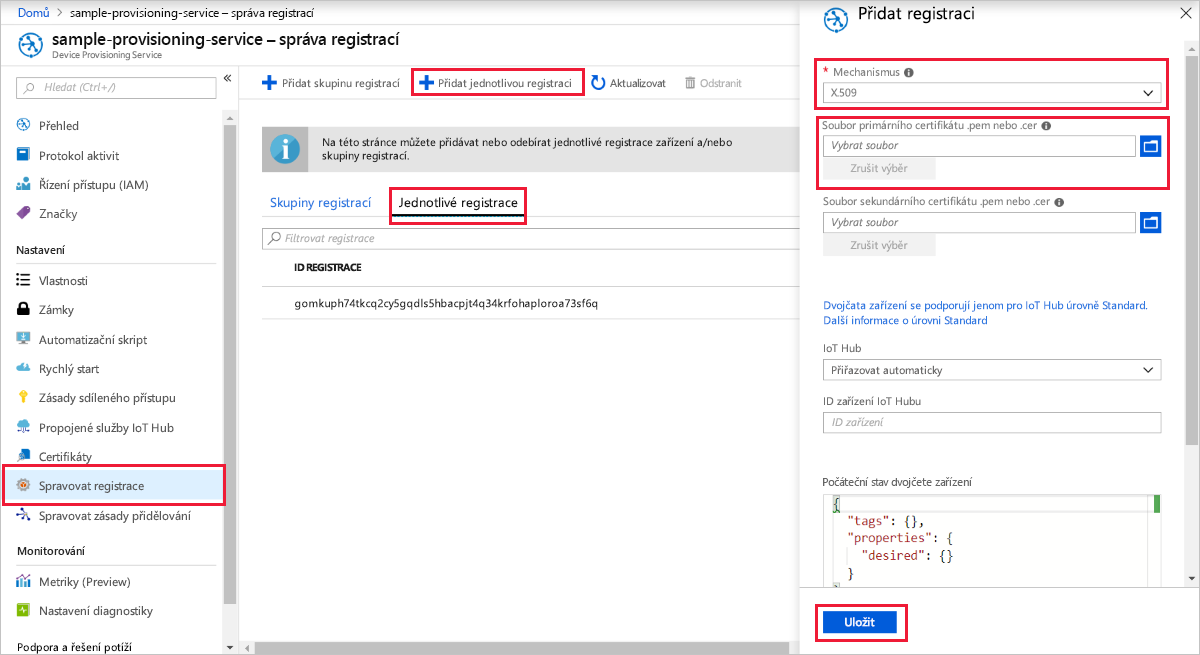 Domů > sample-provisioning-service – správa registrací
sample-provisioning-service – správa registrací
Device Provisioning Service
Hledat (Ctrl+/)
Přehled
Protokol aktivit
Řízení přístupu (IAM)
Značky
Nastavení
Vlastnosti
Zámky
Automatizační skript
Rychlý start
Zásady sdíleného přístupu
Propojené služby IoT Hub
Certifikáty
Spravovat registrace
Spravovat zásady přidělování
Monitorování
Metriky (Preview)
Nastavení diagnostiky
Podpora a řešení potíží
Přidat skupinu registrací
Přidat jednotlivou registraci
Aktualizovat
Odstranit
Na této stránce můžete přidávat nebo odebírat jednotlivé registrace zařízení a/nebo
skupiny registrací.
Skupiny registrací
Jednotlivé registrace
Filtrovat registrace
ID REGISTRACE
gomkuph74tkcq2cy5gqdls5hbacpjt4q34krfohaploroa73sf6q
Přidat registraci
* Mechanismus
X.509
Soubor primárního certifikátu .pem nebo .cer
Vybrat soubor
Zrušit výběr
Soubor sekundárního certifikátu .pem nebo .cer
Vybrat soubor
Zrušit výběr
Dvojčata zařízení se podporují jenom pro IoT Hub úrovně Standard.
Další informace o úrovni Standard
IoT Hub
Přiřazovat automaticky
ID zařízení IoT Hubu
ID zařízení
Počáteční stav dvojčete zařízení
{
"tags": {},
"properties": {
"desired": {}
}
Uložit